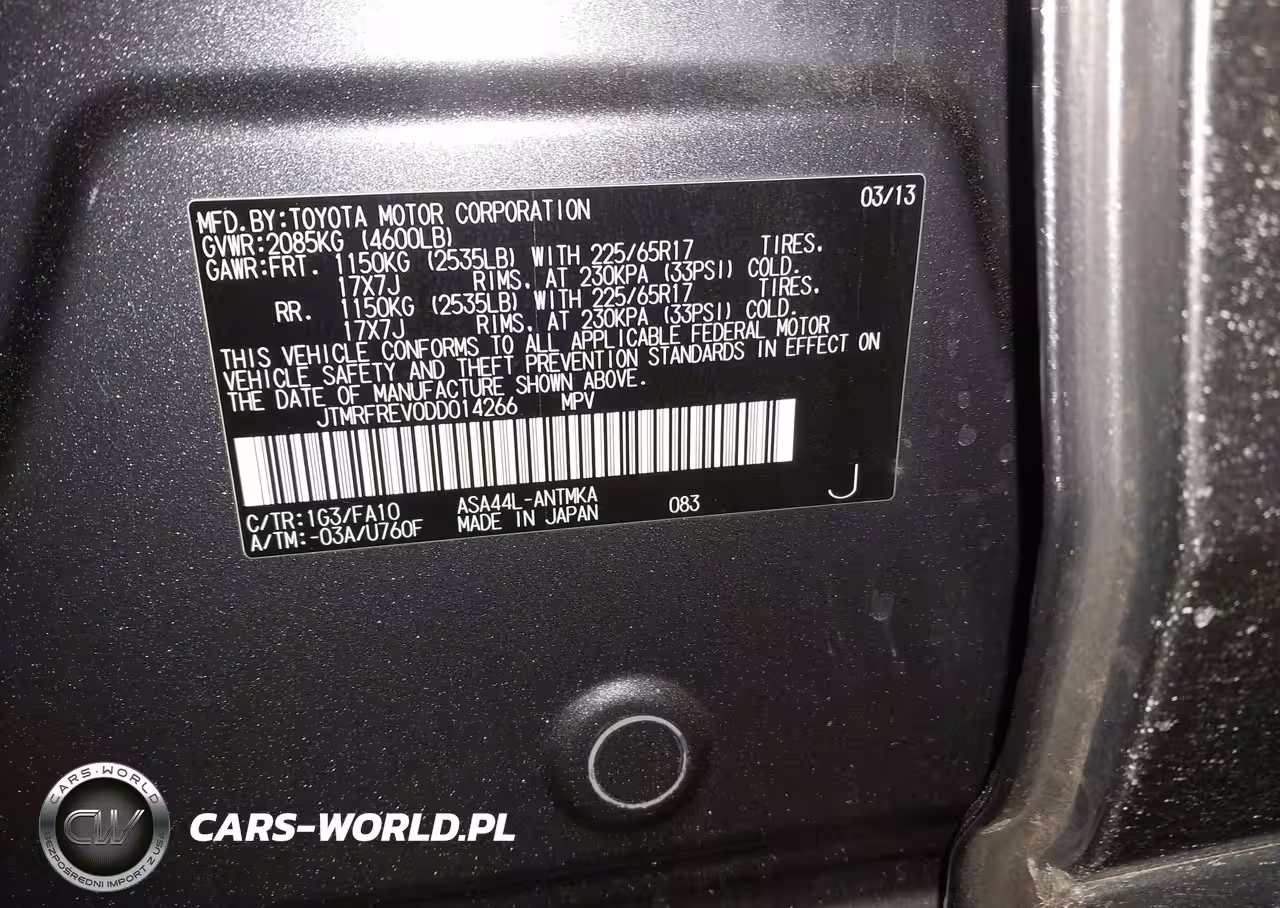 MFD.BY:TOYOTA MOTOR CORPORATION 03/13
GVWR:2085KG (4600LB)
GAWR:FRT. 1150KG (2535LB) WITH 225/65R17 TIRES,
17X7J RIMS, AT 230KPA (33PSI) COLD.
RR. 1150KG (2535LB) WITH 225/65R17 TIRES,
17X7J RIMS, AT 230KPA (33PSI) COLD.
THIS VEHICLE CONFORMS TO ALL APPLICABLE FEDERAL MOTOR
VEHICLE SAFETY AND THEFT PREVENTION STANDARDS IN EFFECT ON
THE DATE OF MANUFACTURE SHOWN ABOVE.
JTMRFREV0DD014266 MPV
C/TR:1G3/FA10 ASA44L-ANTMKA 083 J
A/TM:-03A/U760F MADE IN JAPAN
CARS-WORLD
CW
BEZPOŚREDNI IMPORT Z USA
CARS-WORLD.PL